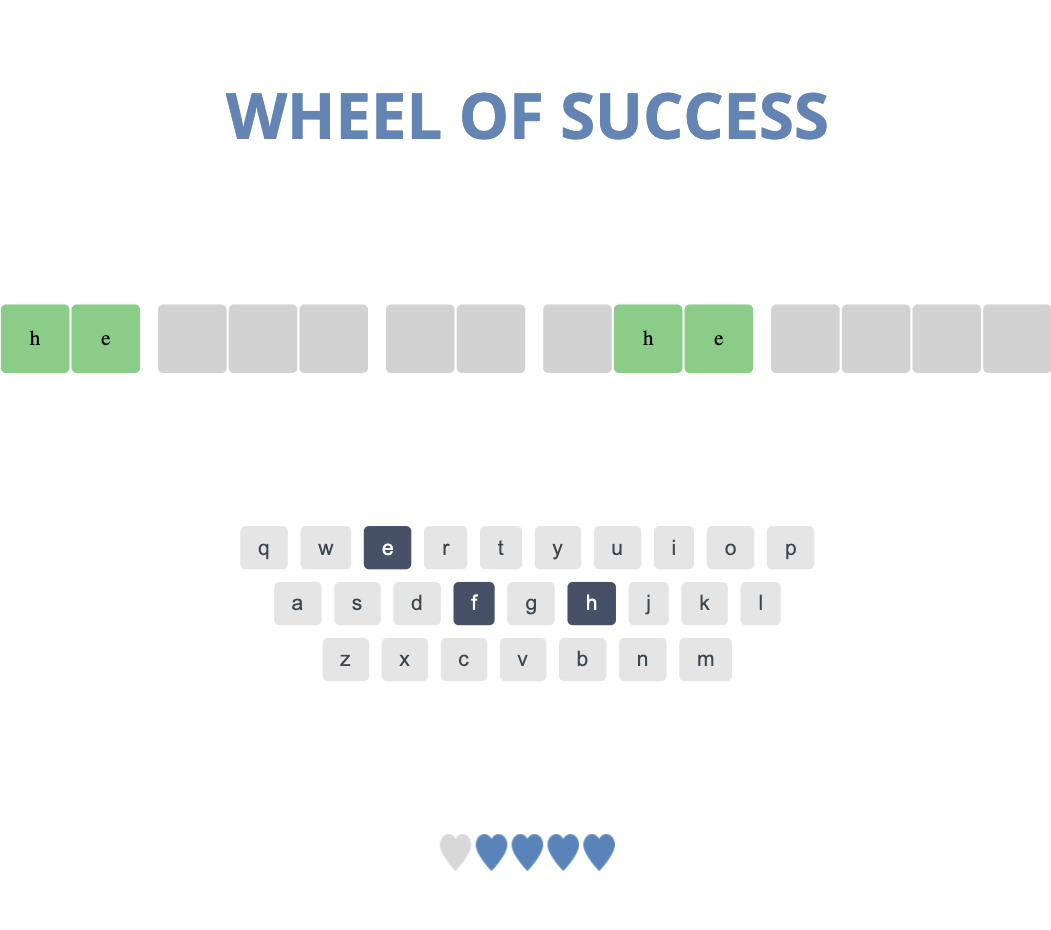 WHEEL OF SUCCESS
h e h e
q w e r t y u i o p
a s d f g h j k l
z x c v b n m